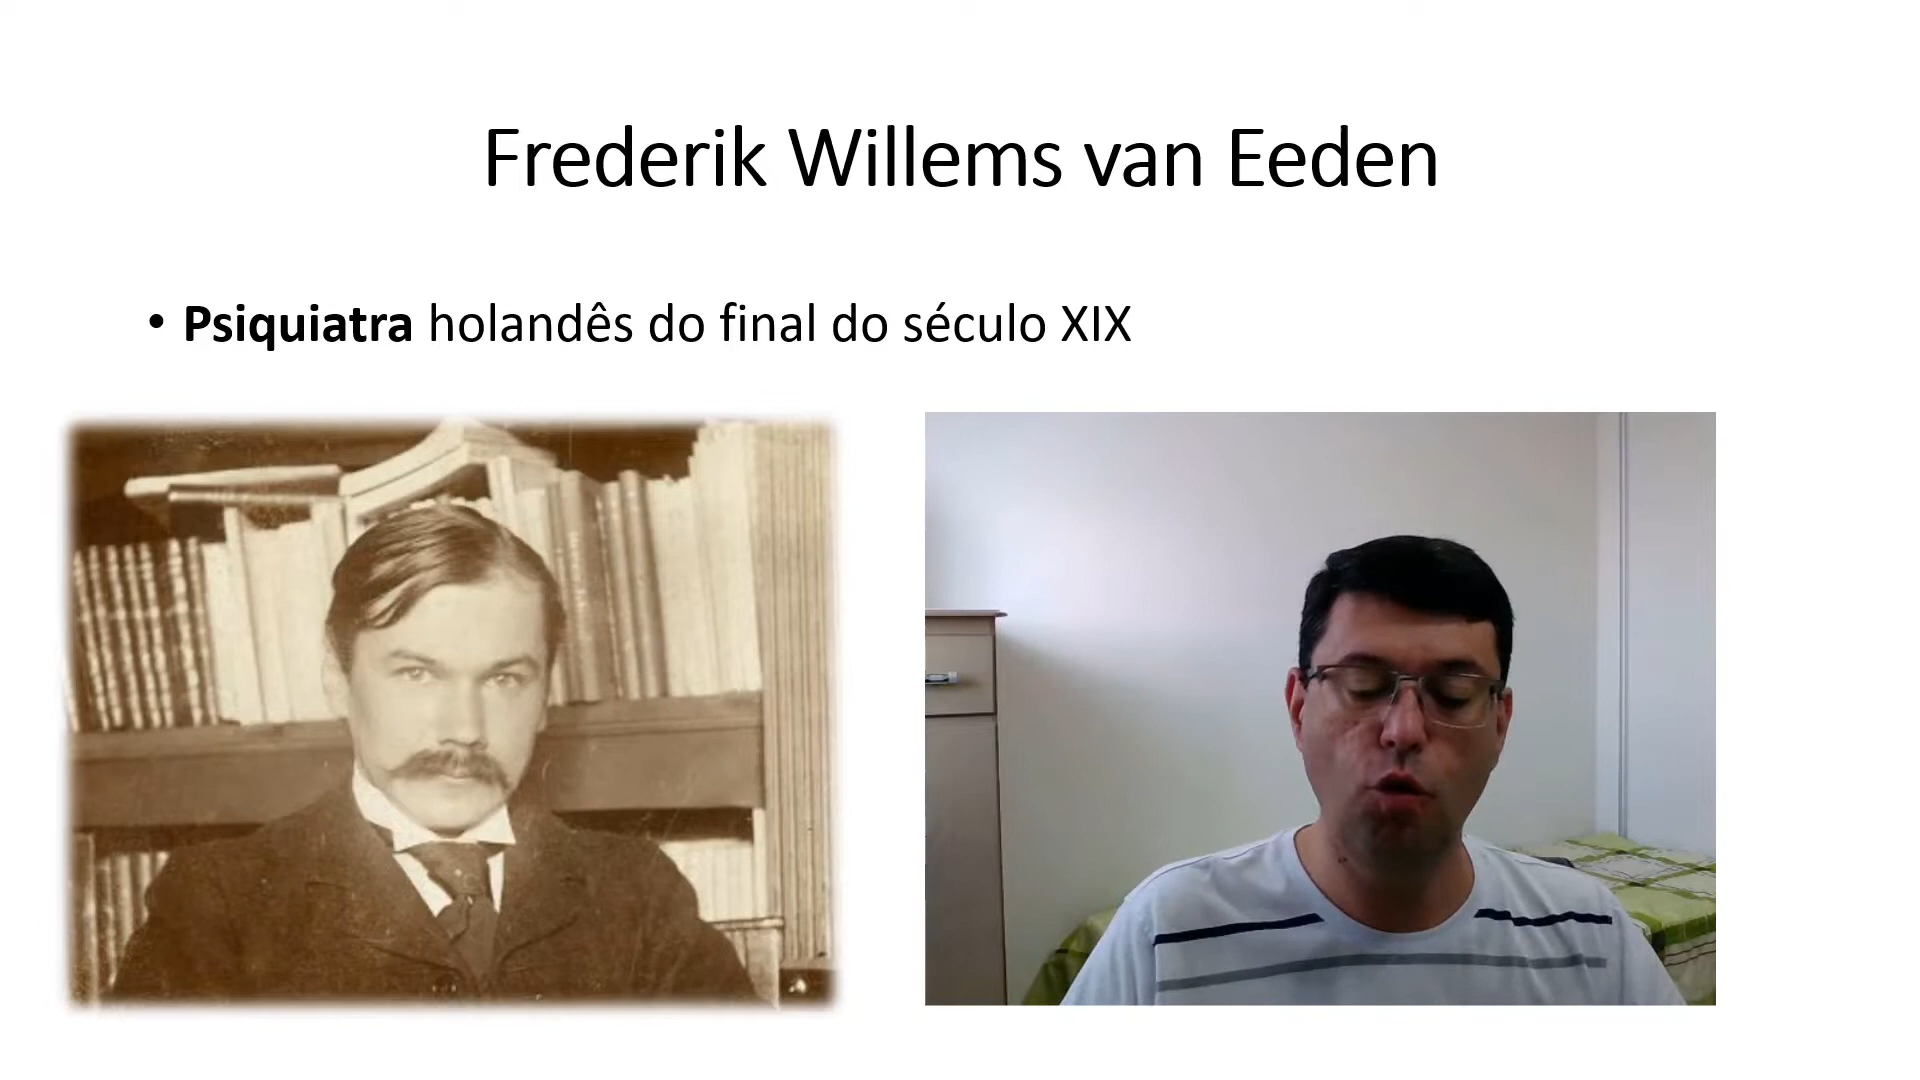 Frederik Willems van Eeden
• Psiquiatra holandês do final do século XIX